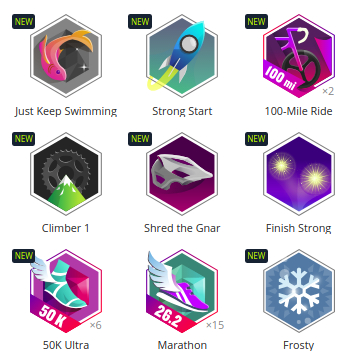 NEW NEW NEW
100 mi ×2
Just Keep Swimming Strong Start 100-Mile Ride
NEW NEW NEW
Climber 1 Shred the Gnar Finish Strong
NEW NEW
50 K ×6 26.2 ×15
50K Ultra Marathon Frosty